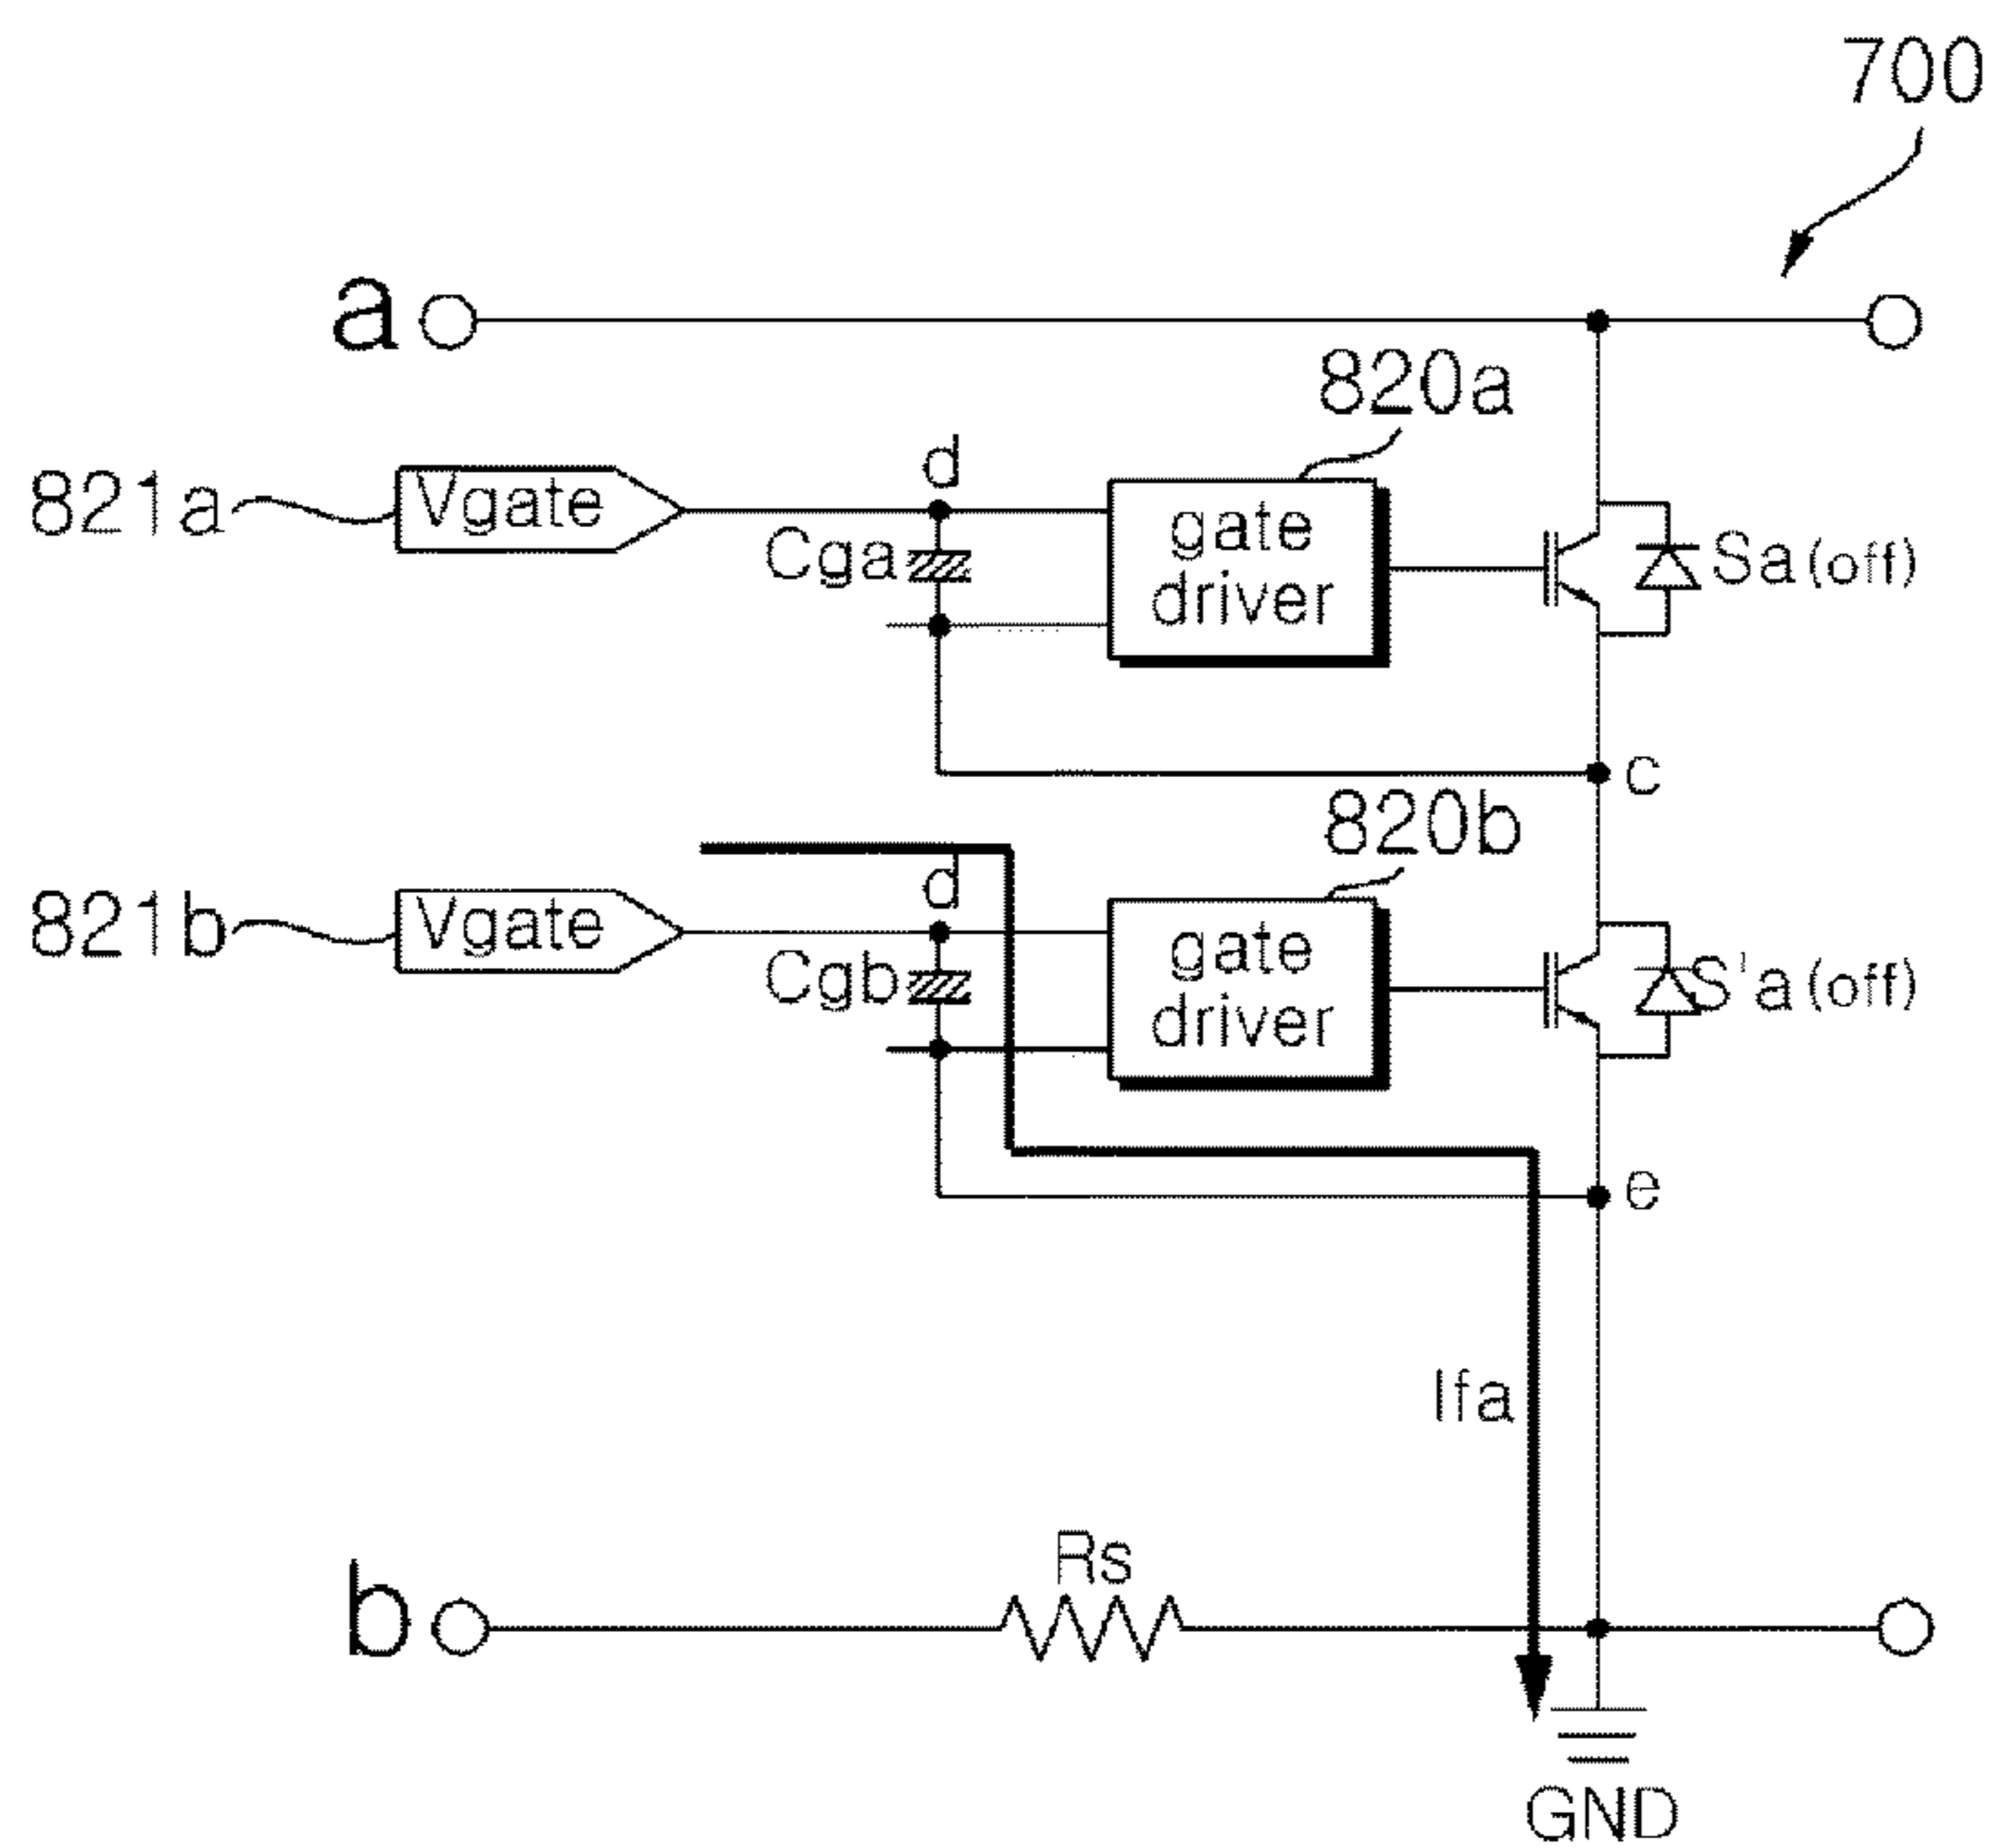 700
a
820a
d
821a
Vgate
Cga
gate
driver
Sa(off)
c
820b
d
821b
Vgate
Cgb
gate
driver
S'a(off)
e
Ifa
Rs
b
GND